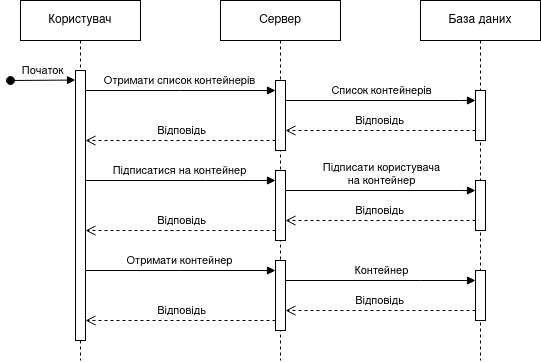 Користувач
Сервер
База даних
Початок
Отримати список контейнерів
Список контейнерів
Відповідь
Відповідь
Підписатися на контейнер
Підписати користувача
на контейнер
Відповідь
Відповідь
Отримати контейнер
Контейнер
Відповідь
Відповідь